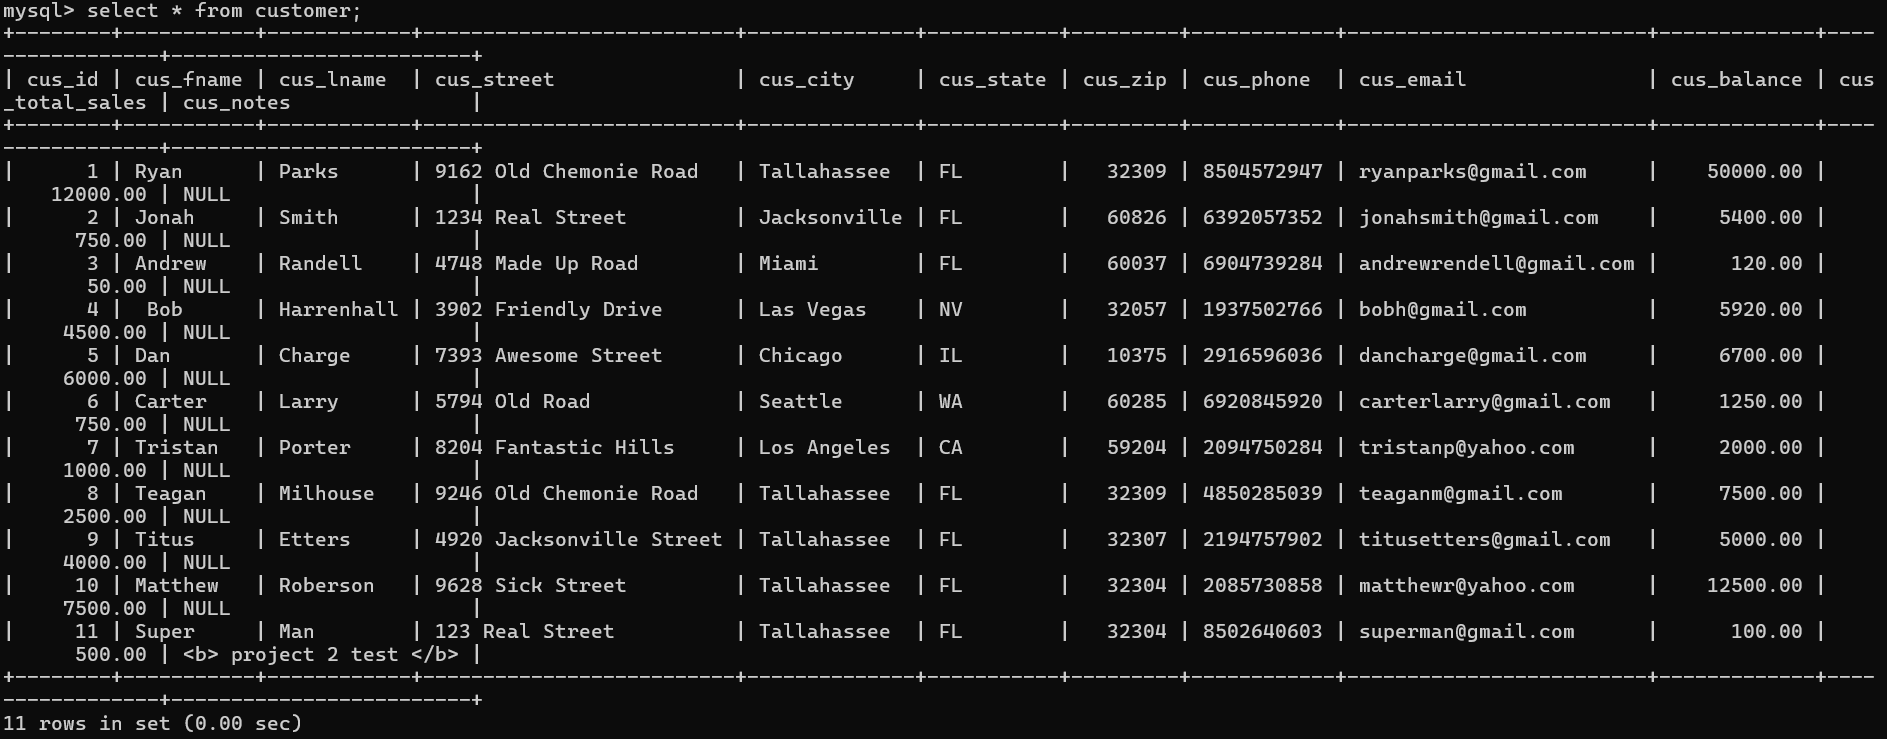 mysql> select * from customer;
+--------+-----------+------------+--------------------------+--------------+-----------+---------+------------+-------------------------+-------------+----
-------------+-------------------------+
| cus_id | cus_fname | cus_lname  | cus_street               | cus_city     | cus_state | cus_zip | cus_phone  | cus_email               | cus_balance | cus
_total_sales | cus_notes               |
+--------+-----------+------------+--------------------------+--------------+-----------+---------+------------+-------------------------+-------------+----
-------------+-------------------------+
|      1 | Ryan      | Parks      | 9162 Old Chemonie Road   | Tallahassee  | FL        |   32309 | 8504572947 | ryanparks@gmail.com     |    50000.00 |
    12000.00 | NULL                    |
|      2 | Jonah     | Smith      | 1234 Real Street         | Jacksonville | FL        |   60826 | 6392057352 | jonahsmith@gmail.com    |     5400.00 |
      750.00 | NULL                    |
|      3 | Andrew    | Randell    | 4748 Made Up Road        | Miami        | FL        |   60037 | 6904739284 | andrewrendell@gmail.com |      120.00 |
       50.00 | NULL                    |
|      4 |  Bob      | Harrenhall | 3902 Friendly Drive      | Las Vegas    | NV        |   32057 | 1937502766 | bobh@gmail.com          |     5920.00 |
     4500.00 | NULL                    |
|      5 | Dan       | Charge     | 7393 Awesome Street      | Chicago      | IL        |   10375 | 2916596036 | dancharge@gmail.com     |     6700.00 |
     6000.00 | NULL                    |
|      6 | Carter    | Larry      | 5794 Old Road            | Seattle      | WA        |   60285 | 6920845920 | carterlarry@gmail.com   |     1250.00 |
      750.00 | NULL                    |
|      7 | Tristan   | Porter     | 8204 Fantastic Hills     | Los Angeles  | CA        |   59204 | 2094750284 | tristanp@yahoo.com      |     2000.00 |
     1000.00 | NULL                    |
|      8 | Teagan    | Milhouse   | 9246 Old Chemonie Road   | Tallahassee  | FL        |   32309 | 4850285039 | teaganm@gmail.com       |     7500.00 |
     2500.00 | NULL                    |
|      9 | Titus     | Etters     | 4920 Jacksonville Street | Tallahassee  | FL        |   32307 | 2194757902 | titusetters@gmail.com   |     5000.00 |
     4000.00 | NULL                    |
|     10 | Matthew   | Roberson   | 9628 Sick Street         | Tallahassee  | FL        |   32304 | 2085730858 | matthewr@yahoo.com      |    12500.00 |
     7500.00 | NULL                    |
|     11 | Super     | Man        | 123 Real Street          | Tallahassee  | FL        |   32304 | 8502640603 | superman@gmail.com      |      100.00 |
      500.00 | <b> project 2 test </b> |
+--------+-----------+------------+--------------------------+--------------+-----------+---------+------------+-------------------------+-------------+----
-------------+-------------------------+
11 rows in set (0.00 sec)